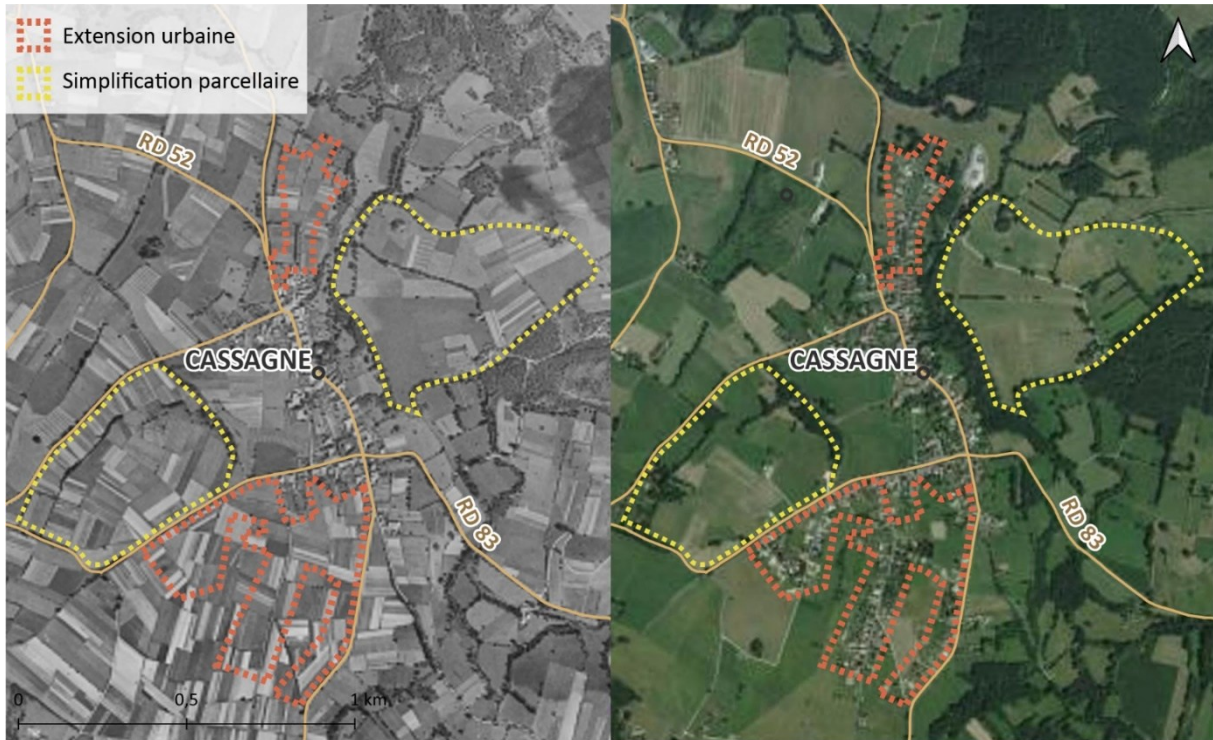 Extension urbaine
Simplification parcellaire
RD 52
RD 52
CASSAGNE
CASSAGNE
RD 83
RD 83
0 0,5 1 km